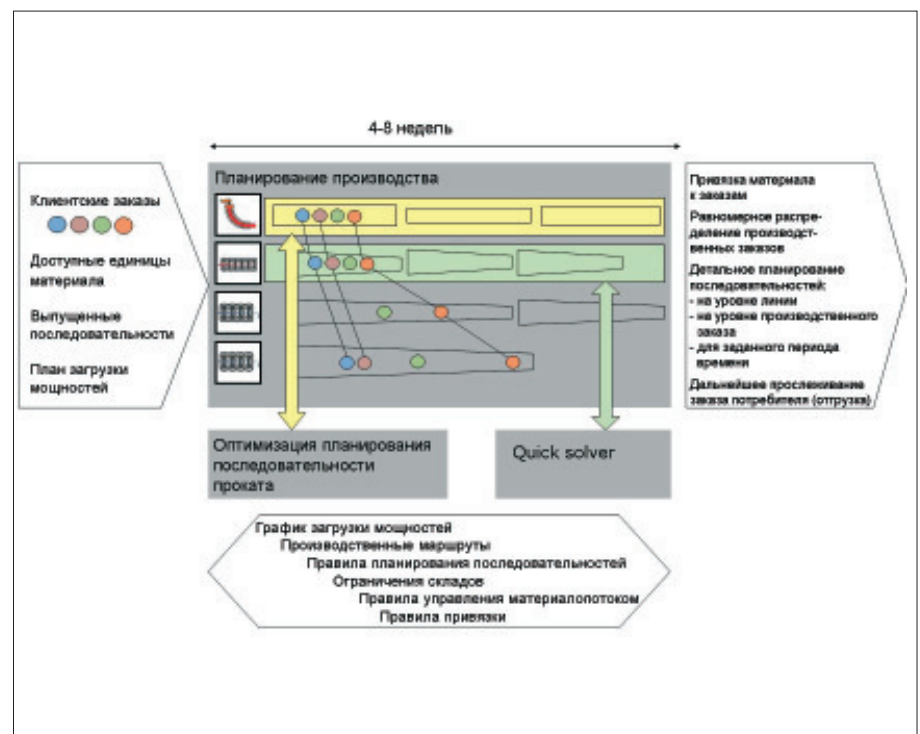 4-8 недель
Клиентские заказы
Доступные единицы
материала
Выпущенные
последовательности
План загрузки
мощностей
Планирование производства
Привязка материала
к заказам
Равномерное распре-
деление производст-
венных заказов
Детальное планирование
последовательностей:
- на уровне линии
- на уровне производственного
заказа
- для заданного периода
времени
Дальнейшее прослеживание
заказа потребителя (отгрузка)
Оптимизация планирования
последовательности
проката
Quick solver
График загрузки мощностей
Производственные маршруты
Правила планирования последовательностей
Ограничения складов
Правила управления материалопотоком
Правила привязки